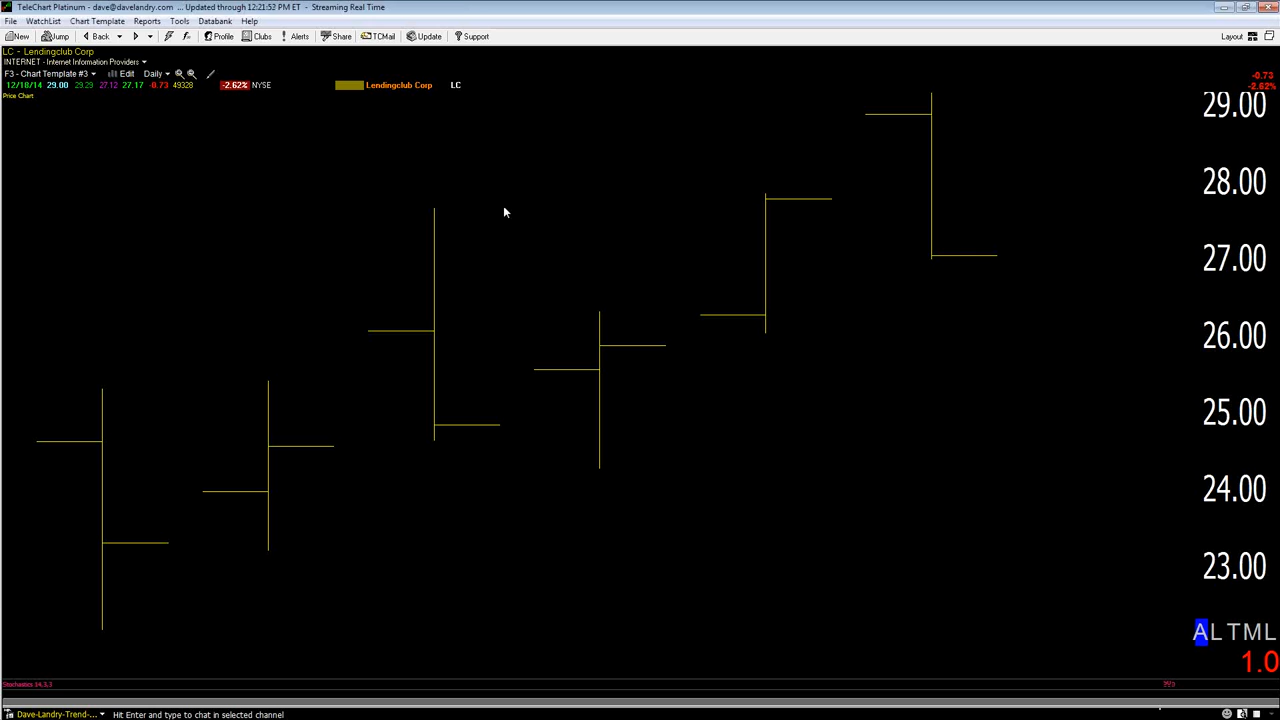 TeleChart Platinum - dave@davelandry.com ... Updated through 12:21:52 PM ET - Streaming Real Time
File WatchList Chart Template Reports Tools Databank Help
New Jump Back Profile Clubs Alerts Share TCMail Update Support Layout
LC - Lendingclub Corp
INTERNET - Internet Information Providers
F3 - Chart Template #3 Edit Daily
-0.73
12/18/14 29.00 29.29 27.12 27.17 -0.73 49328 -2.62% NYSE Lendingclub Corp LC
-2.62%
Price Chart
29.00
28.00
27.00
26.00
25.00
24.00
23.00
ALTML
1.0
Stochastics 14,3,3
Dave-Landry-Trend-... Hit Enter and type to chat in selected channel